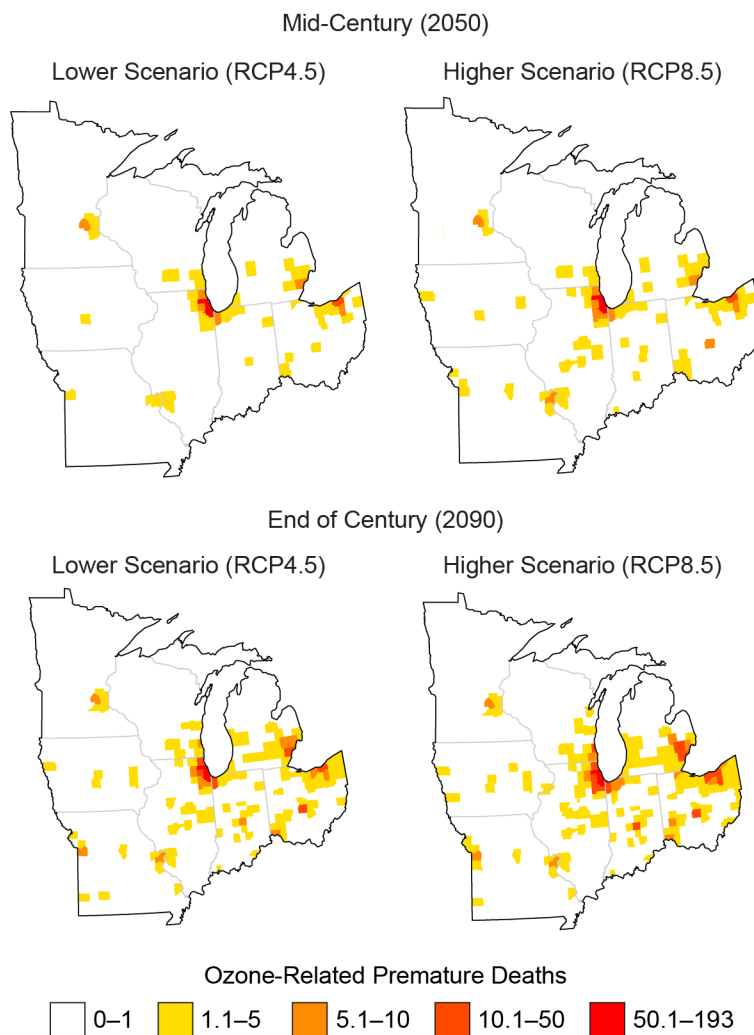 Mid-Century (2050)
Lower Scenario (RCP4.5) Higher Scenario (RCP8.5)
End of Century (2090)
Lower Scenario (RCP4.5) Higher Scenario (RCP8.5)
Ozone-Related Premature Deaths
0–1 1.1–5 5.1–10 10.1–50 50.1–193